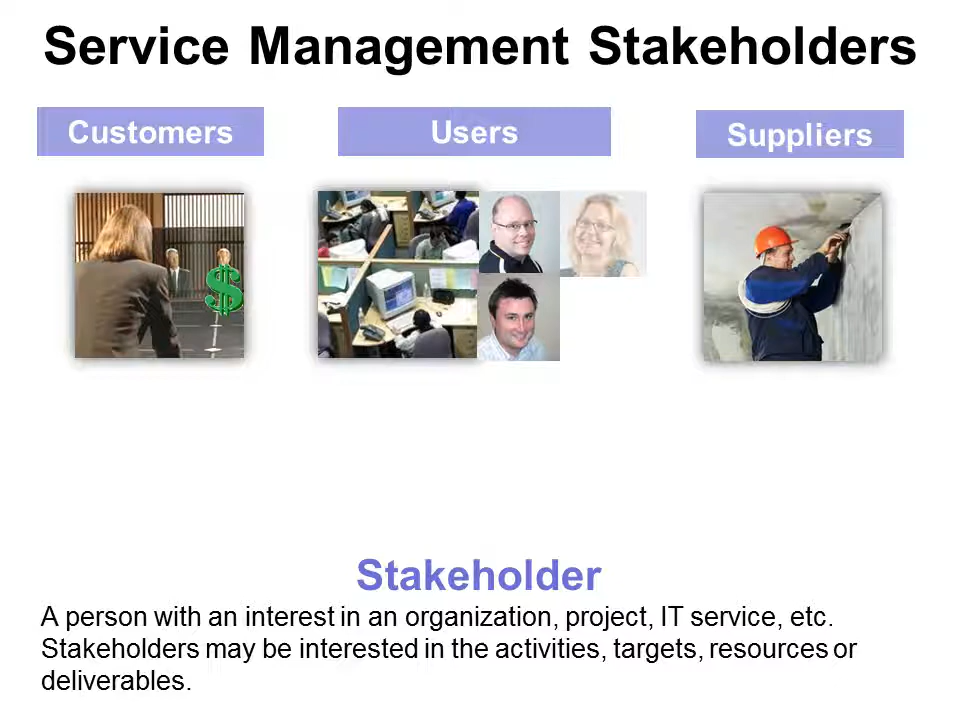 Service Management Stakeholders
Customers
Users
Suppliers
$
Stakeholder
A person with an interest in an organization, project, IT service, etc.
Stakeholders may be interested in the activities, targets, resources or
deliverables.